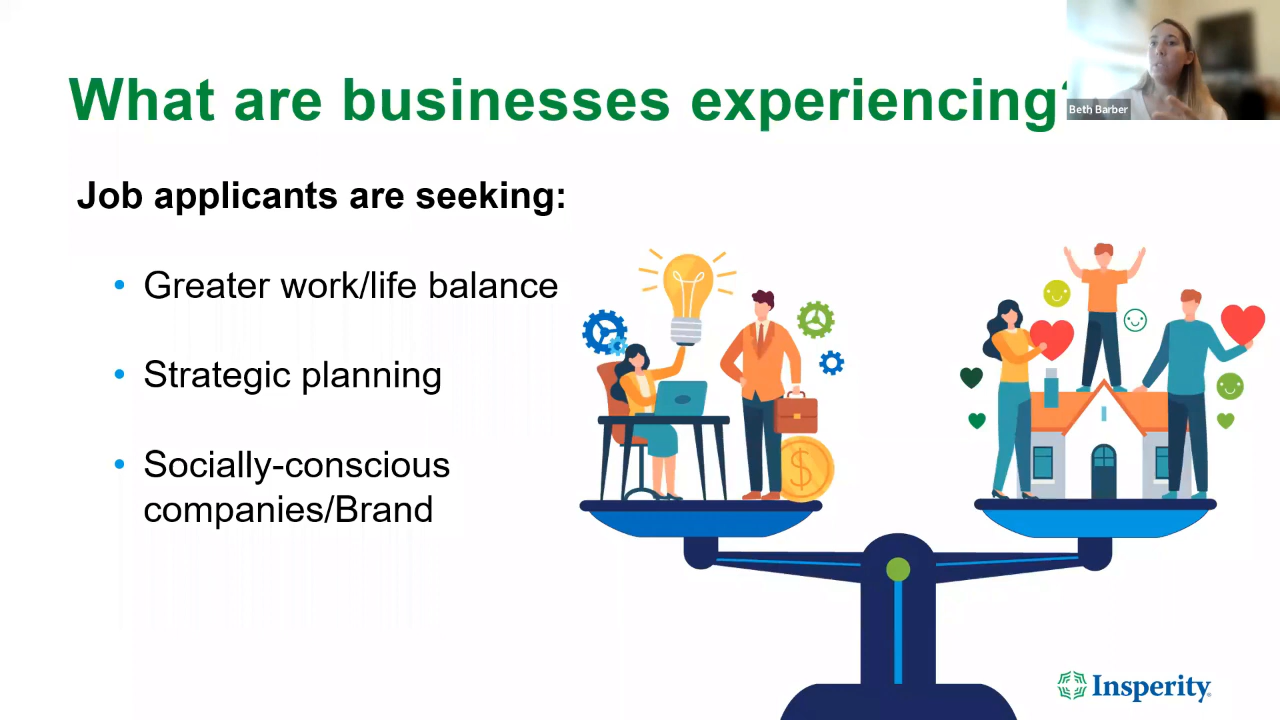 What are businesses experiencing?
Beth Barber
Job applicants are seeking:
• Greater work/life balance
• Strategic planning
• Socially-conscious
companies/Brand
$
Insperity